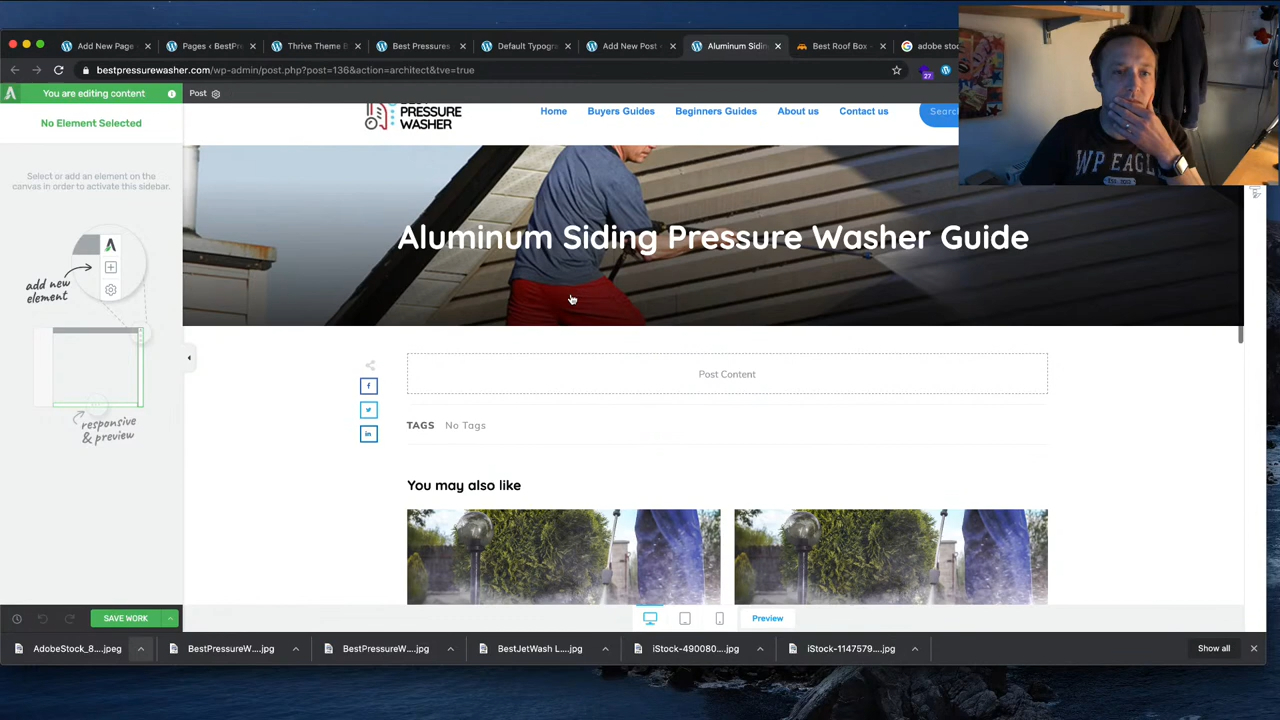 Add New Page
Pages ‹ BestPr
Thrive Theme B
Best Pressures
Default Typogr
Add New Post ‹
Aluminum Sidin
Best Roof Box
adobe stoc
bestpressurewasher.com/wp-admin/post.php?post=136&action=architect&tve=true
27
You are editing content
Post
No Element Selected
Select or add an element on the
canvas in order to activate this sidebar.
add new
element
responsive
& preview
PRESSURE
WASHER
Home
Buyers Guides
Beginners Guides
About us
Contact us
Search
WP EAGLE
Aluminum Siding Pressure Washer Guide
Post Content
TAGS No Tags
You may also like
SAVE WORK
Preview
AdobeStock_8....jpeg
BestPressureW....jpg
BestPressureW....jpg
BestJetWash L....jpg
iStock-490080....jpg
iStock-1147579....jpg
Show all